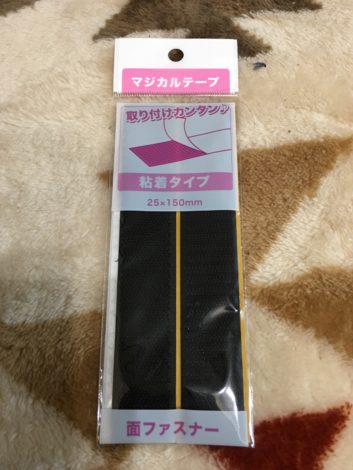 マジカルテープ
取り付けカンタン♪
粘着タイプ
25×150mm
面ファスナー